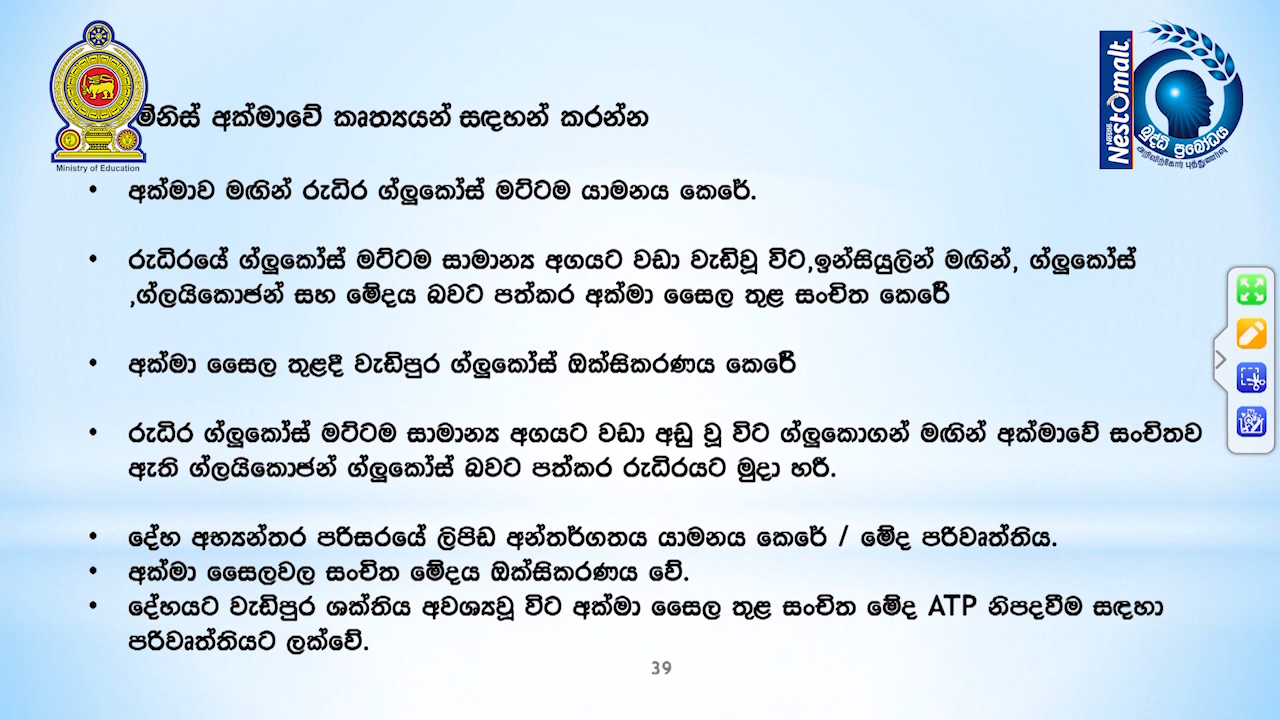 මිනිස් අක්මාවේ කෘත්‍යයන් සඳහන් කරන්න
Ministry of Education
NESTLÉ Nestomalt
බුද්ධි ප්‍රබෝධය
• අක්මාව මඟින් රුධිර ග්ලූකෝස් මට්ටම යාමනය කෙරේ.
• රුධිරයේ ග්ලූකෝස් මට්ටම සාමාන්‍ය අගයට වඩා වැඩිවූ විට,ඉන්සියුලින් මඟින්, ග්ලූකෝස්
,ග්ලයිකොජන් සහ මේදය බවට පත්කර අක්මා සෛල තුළ සංචිත කෙරේ
• අක්මා සෛල තුළදී වැඩිපුර ග්ලූකෝස් ඔක්සිකරණය කෙරේ
• රුධිර ග්ලූකෝස් මට්ටම සාමාන්‍ය අගයට වඩා අඩු වූ විට ග්ලූකොගන් මඟින් අක්මාවේ සංචිතව
ඇති ග්ලයිකොජන් ග්ලූකෝස් බවට පත්කර රුධිරයට මුදා හරී.
• දේහ අභ්‍යන්තර පරිසරයේ ලිපිඩ අන්තර්ගතය යාමනය කෙරේ / මේද පරිවෘත්තිය.
• අක්මා සෛලවල සංචිත මේදය ඔක්සිකරණය වේ.
• දේහයට වැඩිපුර ශක්තිය අවශ්‍යවූ විට අක්මා සෛල තුළ සංචිත මේද ATP නිපදවීම සඳහා
පරිවෘත්තියට ලක්වේ.
39